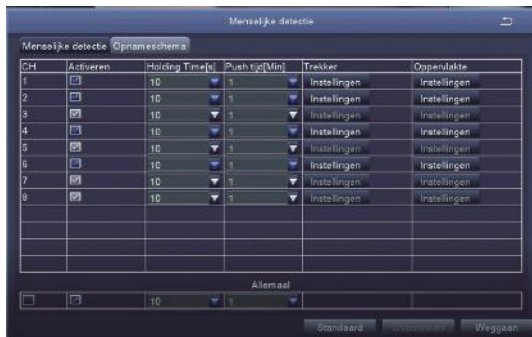 Menselijke detectie
Menselijke detectie Opnameschema
CH Activeren Holding Time[s] Push tijd[Min] Trekker Oppervlakte
1 10 1 Instellingen Instellingen
2 10 1 Instellingen Instellingen
3 10 1 Instellingen Instellingen
4 10 1 Instellingen Instellingen
5 10 1 Instellingen Instellingen
6 10 1 Instellingen Instellingen
7 10 1 Instellingen Instellingen
8 10 1 Instellingen Instellingen
Allemaal
10 1
Standaard Weggaan